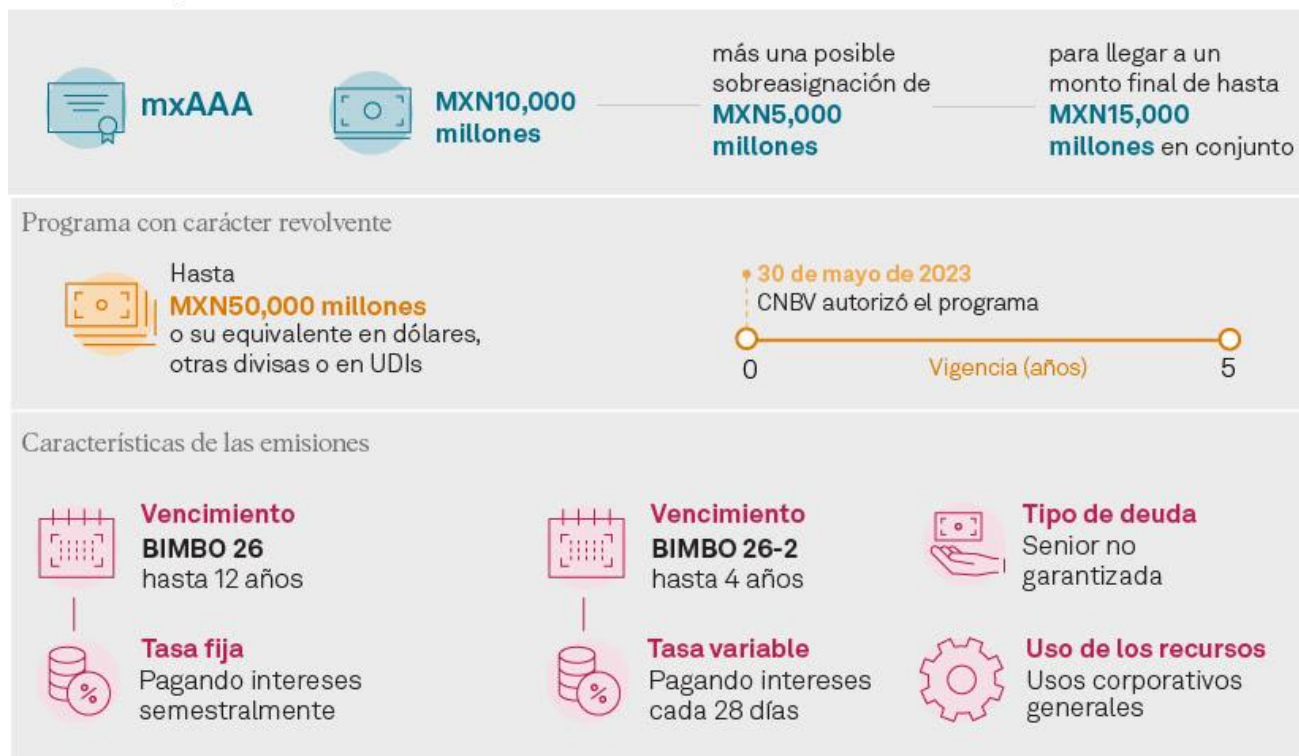 mxAAA
MXN10,000
millones
más una posible
sobreasignación de
MXN5,000
millones
para llegar a un
monto final de hasta
MXN15,000
millones en conjunto
Programa con carácter revolvente
Hasta
MXN50,000 millones
o su equivalente en dólares,
otras divisas o en UDIs
30 de mayo de 2023
CNBV autorizó el programa
0
Vigencia (años)
5
Características de las emisiones
Vencimiento
BIMBO 26
hasta 12 años
Tasa fija
Pagando intereses
semestralmente
Vencimiento
BIMBO 26-2
hasta 4 años
Tasa variable
Pagando intereses
cada 28 días
Tipo de deuda
Senior no
garantizada
Uso de los recursos
Usos corporativos
generales